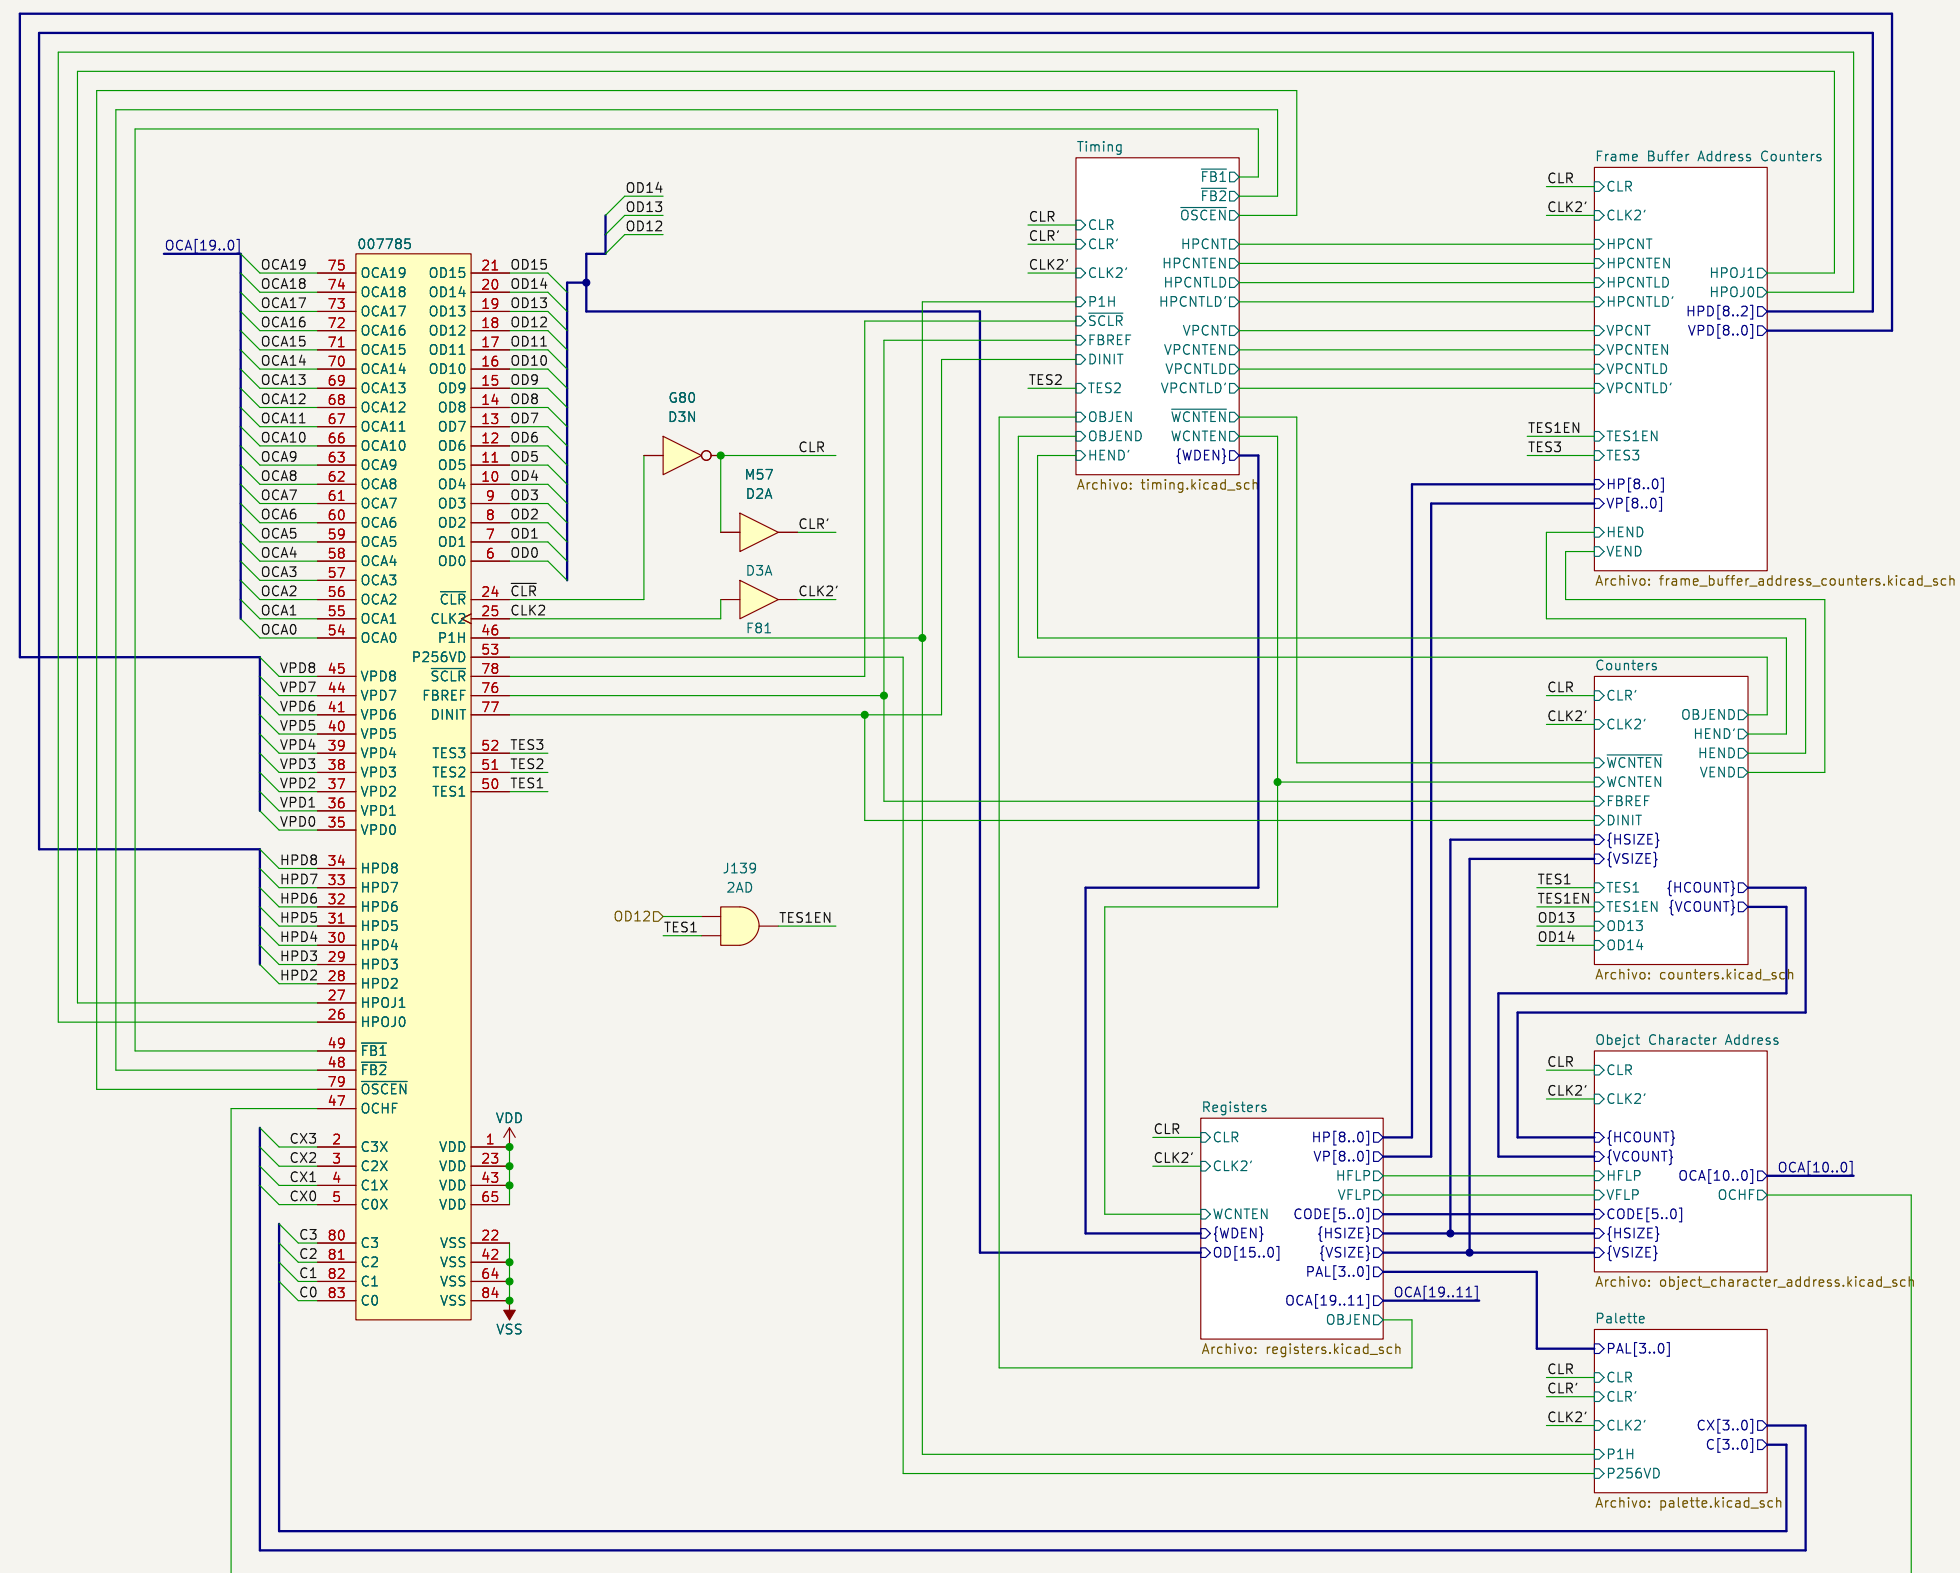 OCA[19..0]
007785
OCA19 75 OCA19
OCA18 74 OCA18
OCA17 73 OCA17
OCA16 72 OCA16
OCA15 71 OCA15
OCA14 70 OCA14
OCA13 69 OCA13
OCA12 68 OCA12
OCA11 67 OCA11
OCA10 66 OCA10
OCA9 63 OCA9
OCA8 62 OCA8
OCA7 61 OCA7
OCA6 60 OCA6
OCA5 59 OCA5
OCA4 58 OCA4
OCA3 57 OCA3
OCA2 56 OCA2
OCA1 55 OCA1
OCA0 54 OCA0
VPD8 45 VPD8
VPD7 44 VPD7
VPD6 41 VPD6
VPD5 40 VPD5
VPD4 39 VPD4
VPD3 38 VPD3
VPD2 37 VPD2
VPD1 36 VPD1
VPD0 35 VPD0
HPD8 34 HPD8
HPD7 33 HPD7
HPD6 32 HPD6
HPD5 31 HPD5
HPD4 30 HPD4
HPD3 29 HPD3
HPD2 28 HPD2
27 HPOJ1
26 HPOJ0
49 FB1
48 FB2
79 OSCEN
47 OCHF
CX3 2 C3X
CX2 3 C2X
CX1 4 C1X
CX0 5 C0X
C3 80 C3
C2 81 C2
C1 82 C1
C0 83 C0
OD15 21 OD15
OD14 20 OD14
OD13 19 OD13
OD12 18 OD12
OD11 17 OD11
OD10 16 OD10
OD9 15 OD9
OD8 14 OD8
OD7 13 OD7
OD6 12 OD6
OD5 11 OD5
OD4 10 OD4
OD3 9 OD3
OD2 8 OD2
OD1 7 OD1
OD0 6 OD0
CLR 24 CLR
CLK2 25 CLK2
P1H 46
P256VD 53
SCLR 78
FBREF 76
DINIT 77
TES3 52 TES3
TES2 51 TES2
TES1 50 TES1
VDD
VDD 1
VDD 23
VDD 43
VDD 65
VSS 22
VSS 42
VSS 64
VSS 84
VSS
OD14
OD13
OD12
G80
D3N
CLR
M57
D2A
CLR'
D3A
CLK2'
F81
J139
2AD
OD12
TES1
TES1EN
Timing
FB1
FB2
OSCEN
CLR CLR
CLR' CLR'
CLK2' CLK2'
P1H
SCLR
FBREF
DINIT
TES2 TES2
OBJEN
OBJEND
HEND'
HPCNT
HPCNTEN
HPCNTLD
HPCNTLD'
VPCNT
VPCNTEN
VPCNTLD
VPCNTLD'
WCNTEN
WCNTEN
{WDEN}
Archivo: timing.kicad_sch
Frame Buffer Address Counters
CLR CLR
CLK2' CLK2'
HPCNT
HPCNTEN
HPCNTLD
HPCNTLD'
VPCNT
VPCNTEN
VPCNTLD
VPCNTLD'
TES1EN TES1EN
TES3 TES3
HP[8..0]
VP[8..0]
HEND
VEND
HPOJ1
HPOJ0
HPD[8..2]
VPD[8..0]
Archivo: frame_buffer_address_counters.kicad_sch
Counters
CLR CLR'
CLK2' CLK2'
WCNTEN
WCNTEN
FBREF
DINIT
{HSIZE}
{VSIZE}
TES1 TES1
TES1EN TES1EN
OD13 OD13
OD14 OD14
OBJEND
HEND'
HEND
VEND
{HCOUNT}
{VCOUNT}
Archivo: counters.kicad_sch
Obejct Character Address
CLR CLR
CLK2' CLK2'
{HCOUNT}
{VCOUNT}
HFLP
VFLP
CODE[5..0]
{HSIZE}
{VSIZE}
OCA[10..0] OCA[10..0]
OCHF
Archivo: object_character_address.kicad_sch
Registers
CLR CLR
CLK2' CLK2'
WCNTEN
{WDEN}
OD[15..0]
HP[8..0]
VP[8..0]
HFLP
VFLP
CODE[5..0]
{HSIZE}
{VSIZE}
PAL[3..0]
OCA[19..11] OCA[19..11]
OBJEN
Archivo: registers.kicad_sch
Palette
PAL[3..0]
CLR CLR
CLR' CLR'
CLK2' CLK2'
P1H
P256VD
CX[3..0]
C[3..0]
Archivo: palette.kicad_sch